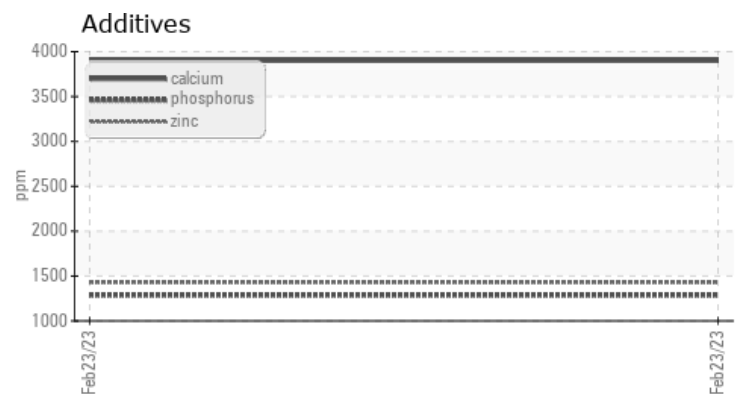 Additives
4000
3500
3000
2500
2000
1500
1000
ppm
calcium
phosphorus
zinc
Feb23/23
Feb23/23